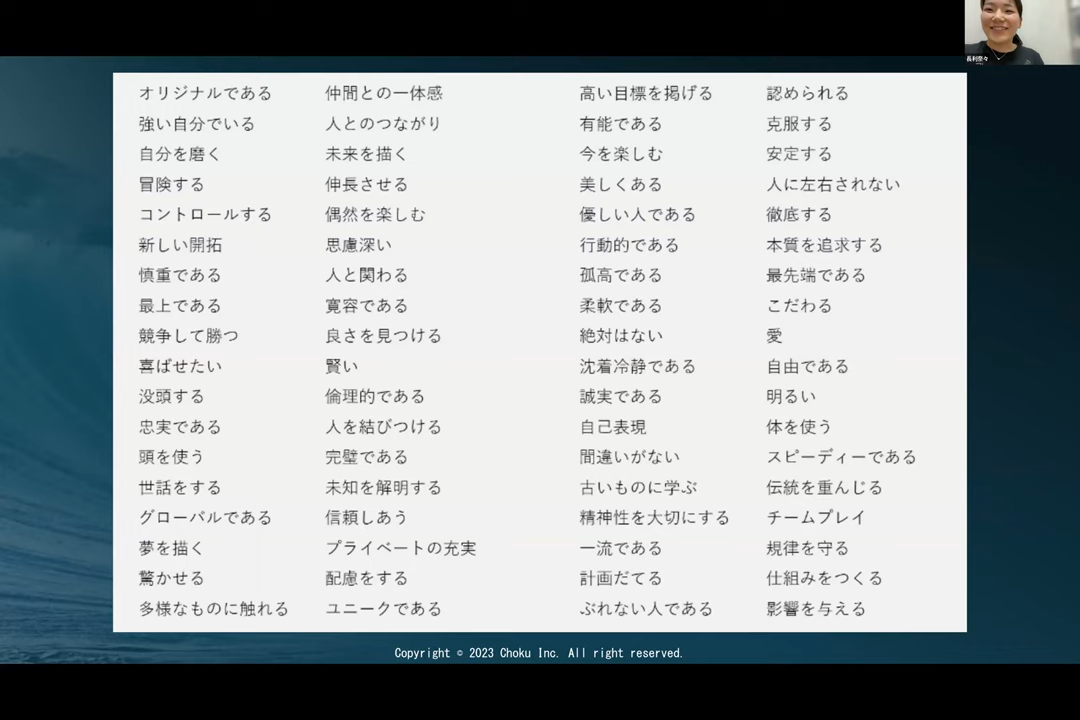 長利奈々
オリジナルである 仲間との一体感 高い目標を掲げる 認められる
強い自分でいる 人とのつながり 有能である 克服する
自分を磨く 未来を描く 今を楽しむ 安定する
冒険する 伸長させる 美しくある 人に左右されない
コントロールする 偶然を楽しむ 優しい人である 徹底する
新しい開拓 思慮深い 行動的である 本質を追求する
慎重である 人と関わる 孤高である 最先端である
最上である 寛容である 柔軟である こだわる
競争して勝つ 良さを見つける 絶対はない 愛
喜ばせたい 賢い 沈着冷静である 自由である
没頭する 倫理的である 誠実である 明るい
忠実である 人を結びつける 自己表現 体を使う
頭を使う 完璧である 間違いがない スピーディーである
世話をする 未知を解明する 古いものに学ぶ 伝統を重んじる
グローバルである 信頼しあう 精神性を大切にする チームプレイ
夢を描く プライベートの充実 一流である 規律を守る
驚かせる 配慮をする 計画だてる 仕組みをつくる
多様なものに触れる ユニークである ぶれない人である 影響を与える
Copyright © 2023 Choku Inc. All right reserved.